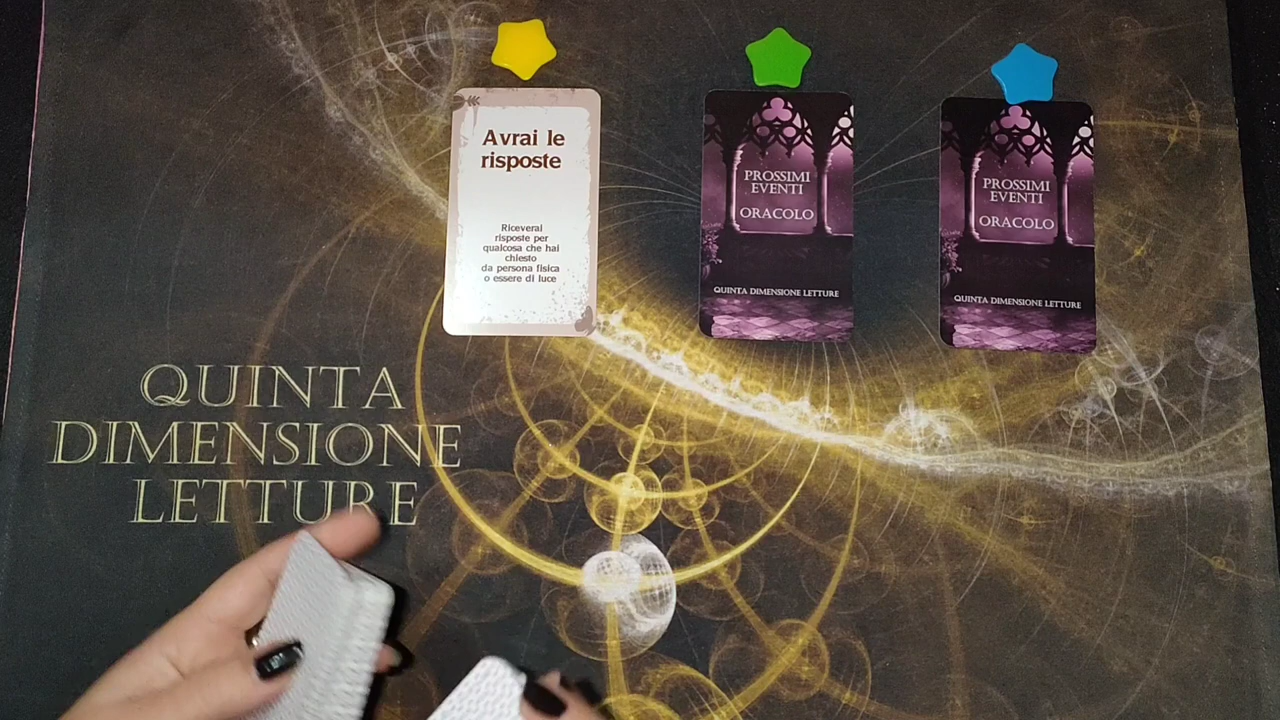 Avrai le
risposte
Riceverai
risposte per
qualcosa che hai
chiesto
da persona fisica
o essere di luce
PROSSIMI
EVENTI
ORACOLO
QUINTA DIMENSIONE LETTURE
PROSSIMI
EVENTI
ORACOLO
QUINTA DIMENSIONE LETTURE
QUINTA
DIMENSIONE
LETTURE